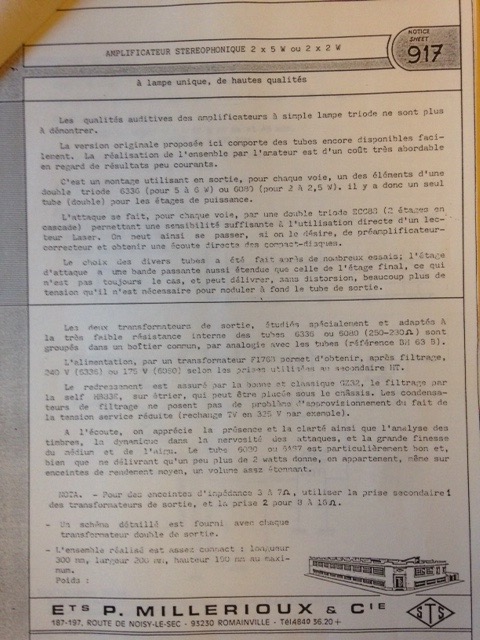 NOTICE
SHEET
917
AMPLIFICATEUR STEREOPHONIQUE 2 x 5 W ou 2 x 2 W
à lampe unique, de hautes qualités
Les qualités auditives des amplificateurs à simple lampe triode ne sont plus
à démontrer.
La version originale proposée ici comporte des tubes encore disponibles faci-
lement. La réalisation de l'ensemble par l'amateur est d'un coût très abordable
en regard de résultats peu courants.
C'est un montage utilisant en sortie, pour chaque voie, un des éléments d'une
double triode 6336 (pour 5 à 6 W) ou 6080 (pour 2 à 2,5 W). il y a donc un seul
tube (double) pour les étages de puissance.
L'attaque se fait, pour chaque voie, par une double triode ECC83 (2 étages en
cascade) permettant une sensibilité suffisante à l'utilisation directe d'un lec-
teur Laser. On peut ainsi se passer, si on le désire, de préamplificateur-
correcteur et obtenir une écoute directe des compact-disques.
Le choix des divers tubes a été fait après de nombreux essais; l'étage
d'attaque a une bande passante aussi étendue que celle de l'étage final, ce qui
n'est pas toujours le cas, et peut délivrer, sans distorsion, beaucoup plus de
tension qu'il n'est nécessaire pour moduler à fond le tube de sortie.
Les deux transformateurs de sortie, étudiés spécialement et adaptés à
la très faible résistance interne des tubes 6336 ou 6080 (250-280Ω) sont
groupés dans un boîtier commun, par analogie avec les tubes (référence 63 B).
L'alimentation, par un transformateur permet d'obtenir, après filtrage,
240 V (6336) ou 175 V (6080) selon les prises utilisées au secondaire HT.
Le redressement est assuré par la bonne et classique GZ32, le filtrage par
la self sur étrier, qui peut être placée sous le châssis. Les condensa-
teurs de filtrage ne posent pas de problème d'approvisionnement du fait de
la tension service réduite (rechange TV en 335 V par exemple).
A l'écoute, on apprécie la présence et la clarté ainsi que l'analyse des
timbres, la dynamique dans la nervosité des attaques, et la grande finesse
du médium et de l'aigu. Le tube 6080 ou est particulièrement bon et,
bien que ne délivrant qu'un peu plus de 2 watts donne, en appartement, même sur
enceintes de rendement moyen, un volume assz étonnant.
NOTA. - Pour des enceintes d'impédance 3 à 7Ω, utiliser la prise secondaire 1
des transformateurs de sortie, et la prise 2 pour 8 à 15Ω.
- Un schéma détaillé est fourni avec chaque
transformateur double de sortie.
- L'ensemble réalisé est assez compact : longueur
300 mm, largeur 200 mm, hauteur 150 mm au maxi-
mum.
Poids :
ETS P. MILLERIOUX & CIE
STS
187-197, ROUTE DE NOISY-LE-SEC - 93230 ROMAINVILLE - Tél 4849 36.20 +